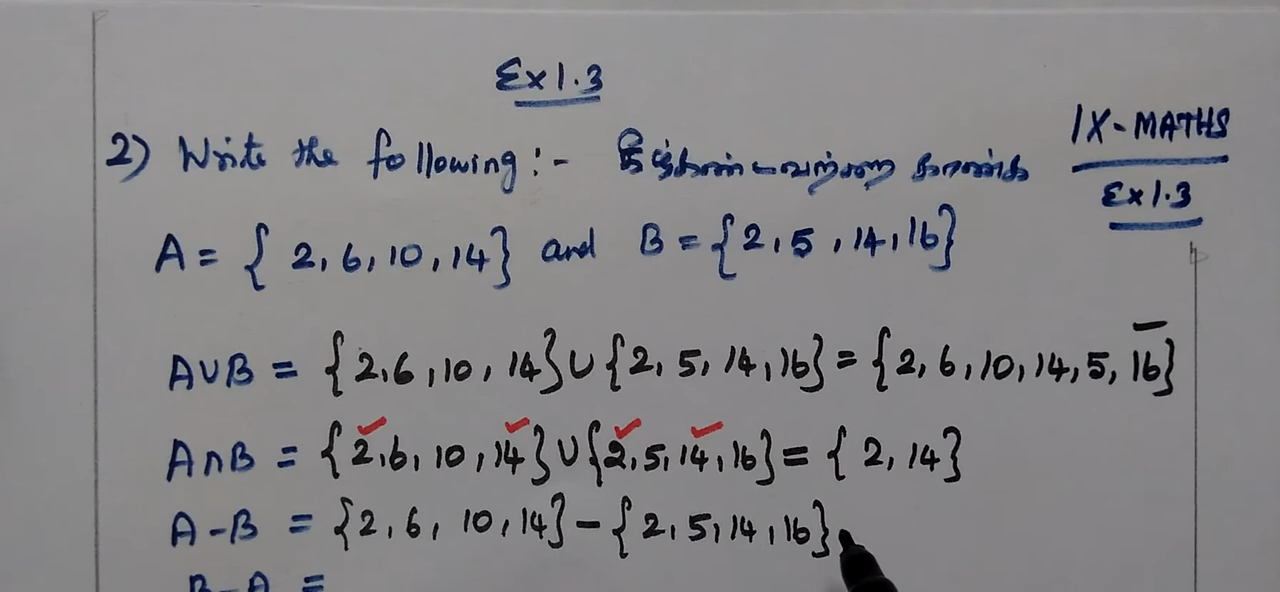 Ex 1.3
IX-MATHS
Ex 1.3
2) Write the following :- காண்க
A = { 2, 6, 10, 14} and B = {2, 5, 14, 16}
A∪B = {2, 6, 10, 14} ∪ {2, 5, 14, 16} = {2, 6, 10, 14, 5, 16}
A∩B = {2, 6, 10, 14} ∪ {2, 5, 14, 16} = { 2, 14}
A-B = {2, 6, 10, 14} - {2, 5, 14, 16}
B-A =